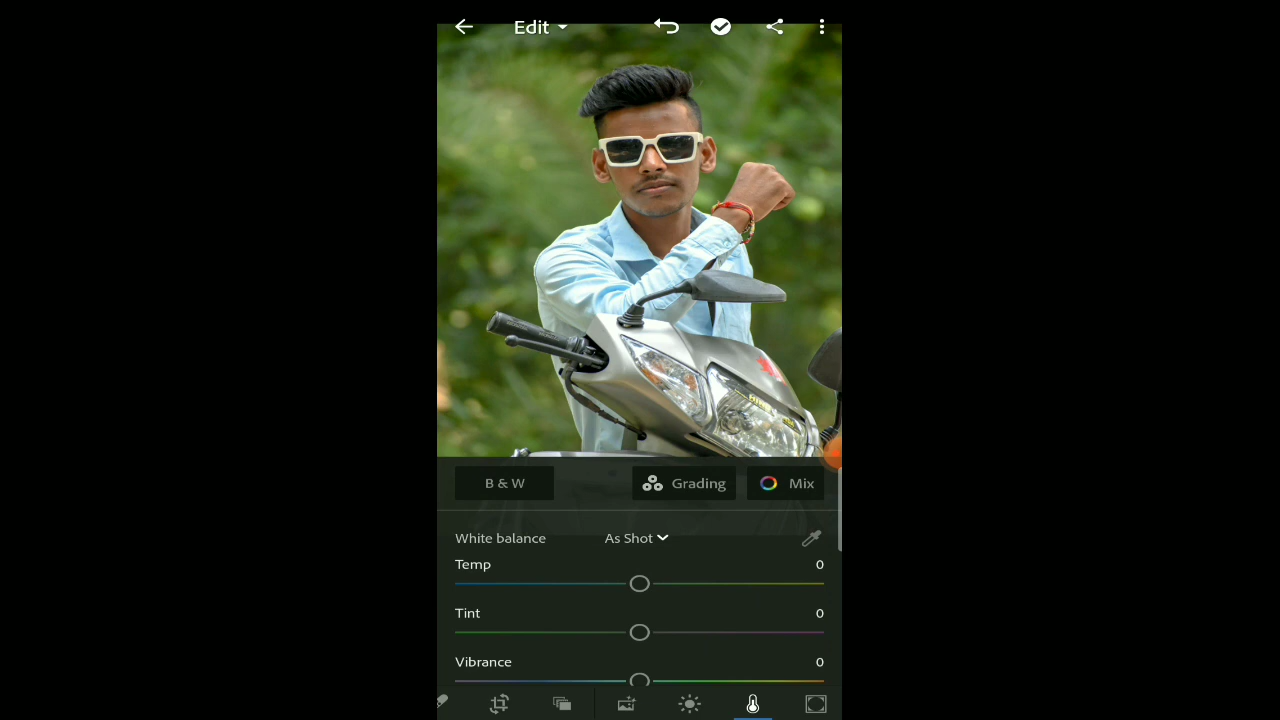 Edit
B & W
Grading
Mix
White balance
As Shot
Temp
0
Tint
0
Vibrance
0